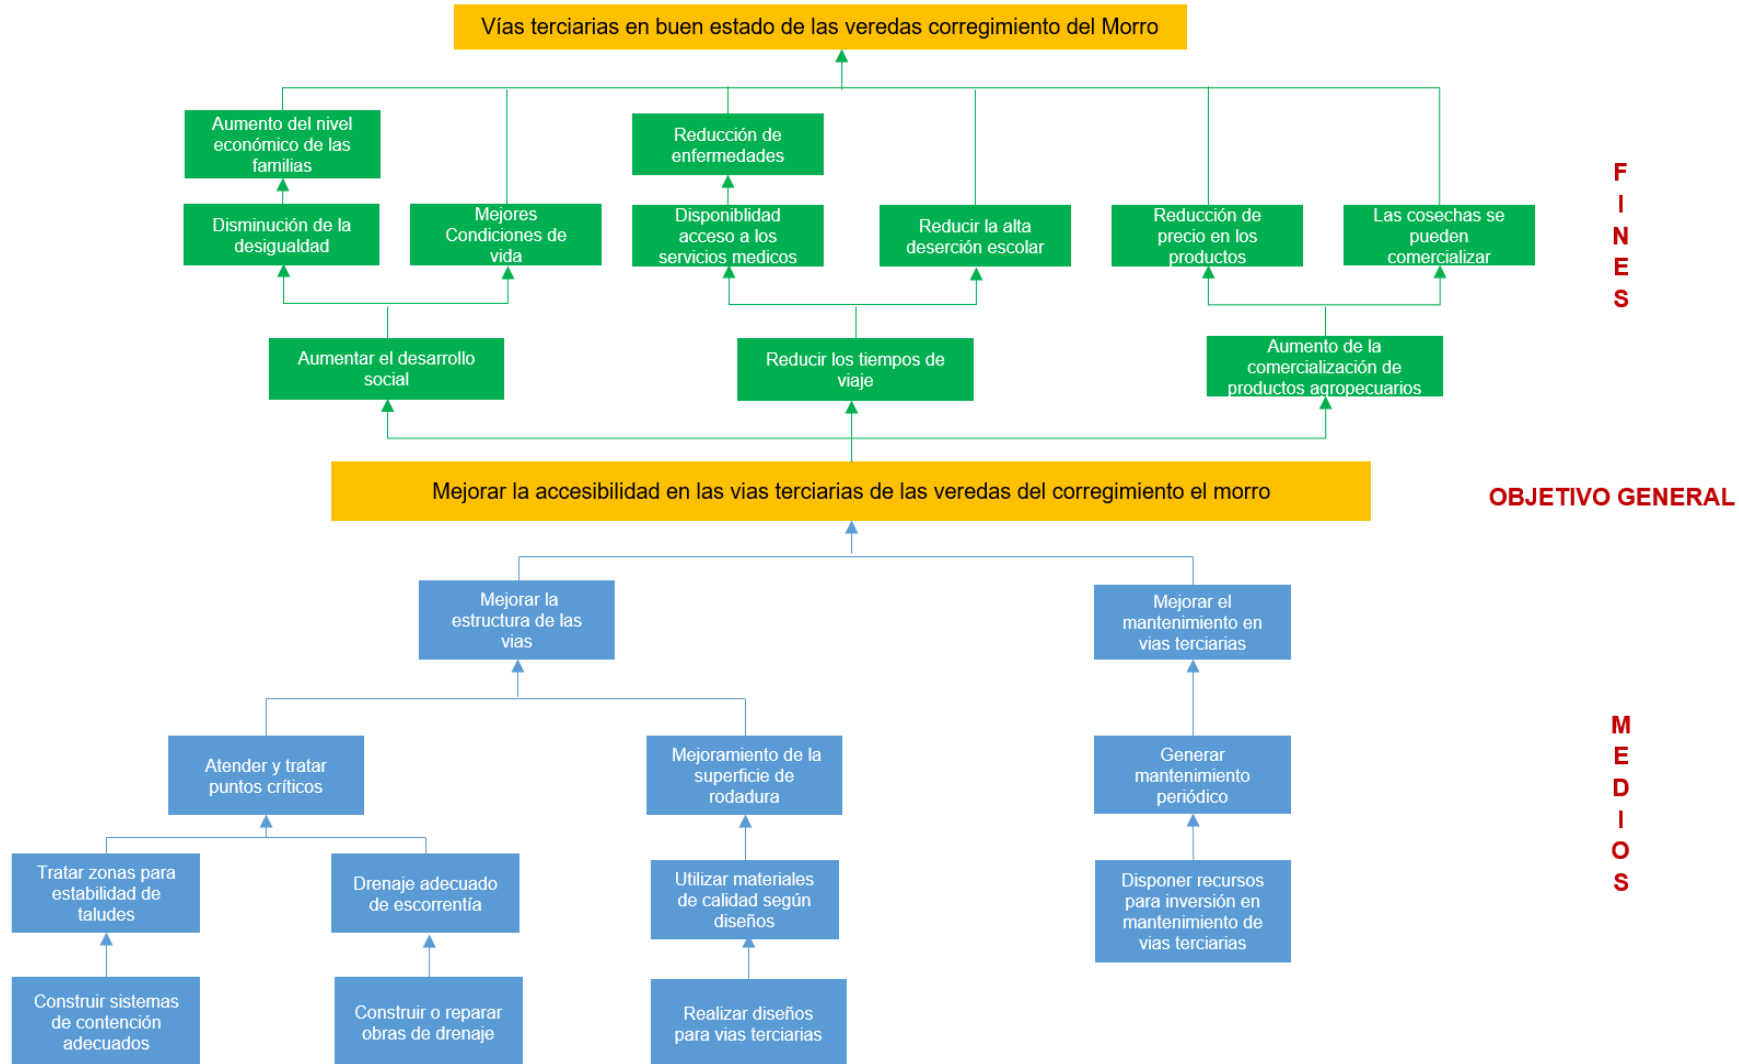 Vías terciarias en buen estado de las veredas corregimiento del Morro
Aumento del nivel
económico de las
familias
Reducción de
enfermedades
Disminución de la
desigualdad
Mejores
Condiciones de
vida
Disponiblidad
acceso a los
servicios medicos
Reducir la alta
deserción escolar
Reducción de
precio en los
productos
Las cosechas se
pueden
comercializar
F
I
N
E
S
Aumentar el desarrollo
social
Reducir los tiempos de
viaje
Aumento de la
comercialización de
productos agropecuarios
Mejorar la accesibilidad en las vias terciarias de las veredas del corregimiento el morro
OBJETIVO GENERAL
Mejorar la
estructura de las
vias
Mejorar el
mantenimiento en
vias terciarias
Atender y tratar
puntos críticos
Mejoramiento de la
superficie de
rodadura
Generar
mantenimiento
periódico
M
E
D
I
O
S
Tratar zonas para
estabilidad de
taludes
Drenaje adecuado
de escorrentía
Utilizar materiales
de calidad según
diseños
Disponer recursos
para inversión en
mantenimiento de
vias terciarias
Construir sistemas
de contención
adecuados
Construir o reparar
obras de drenaje
Realizar diseños
para vias terciarias